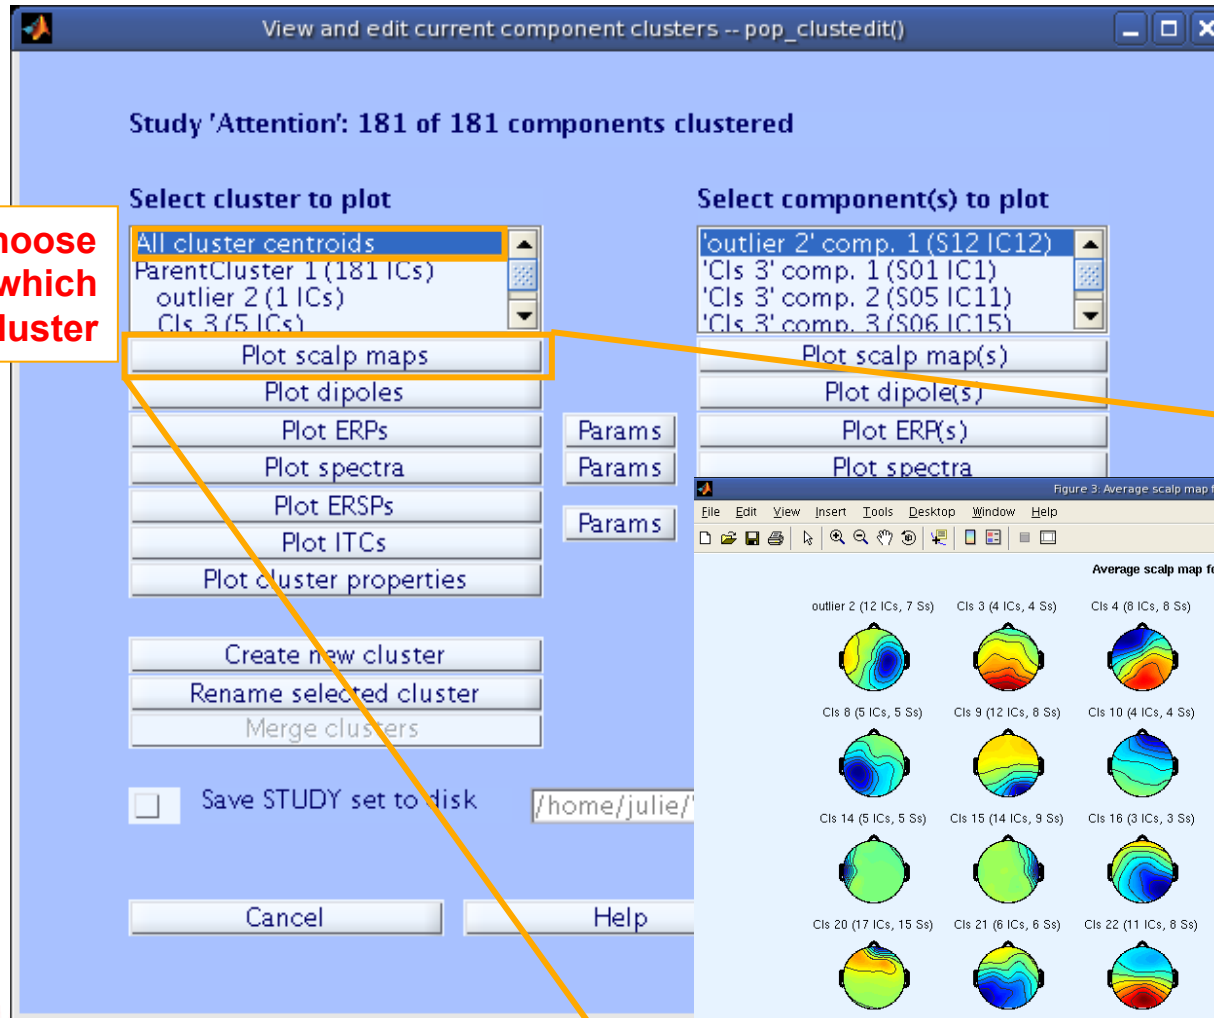 View and edit current component clusters -- pop_clustedit()
Study 'Attention': 181 of 181 components clustered
Select cluster to plot
Select component(s) to plot
hoose
which
luster
All cluster centroids
ParentCluster 1 (181 ICs)
outlier 2 (1 ICs)
Cls 3 (5 ICs)
'outlier 2' comp. 1 (S12 IC12)
'Cls 3' comp. 1 (S01 IC1)
'Cls 3' comp. 2 (S05 IC11)
'Cls 3' comp. 3 (S06 IC15)
Plot scalp maps
Plot scalp map(s)
Plot dipoles
Plot dipole(s)
Plot ERPs
Params
Plot ERP(s)
Plot spectra
Params
Plot spectra
Plot ERSPs
Params
Plot ITCs
Plot cluster properties
Create new cluster
Rename selected cluster
Merge clusters
Save STUDY set to disk
/home/julie/
Cancel
Help
Figure 3: Average scalp map f
File Edit View Insert Tools Desktop Window Help
Average scalp map fo
outlier 2 (12 ICs, 7 Ss) Cls 3 (4 ICs, 4 Ss) Cls 4 (8 ICs, 8 Ss)
Cls 8 (5 ICs, 5 Ss) Cls 9 (12 ICs, 8 Ss) Cls 10 (4 ICs, 4 Ss)
Cls 14 (5 ICs, 5 Ss) Cls 15 (14 ICs, 9 Ss) Cls 16 (3 ICs, 3 Ss)
Cls 20 (17 ICs, 15 Ss) Cls 21 (6 ICs, 6 Ss) Cls 22 (11 ICs, 8 Ss)